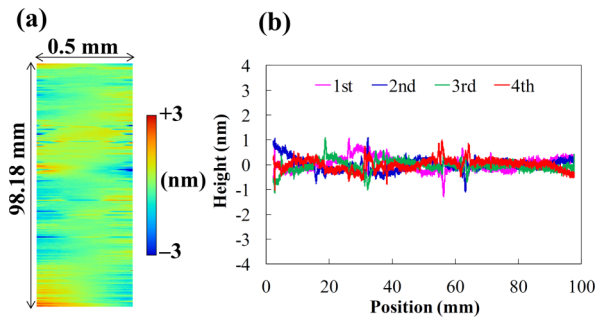 (a)
0.5 mm
98.18 mm
+3
(nm)
–3
(b)
4
3
2
1
0
-1
-2
-3
-4
Height (nm)
1st 2nd 3rd 4th
0 20 40 60 80 100
Position (mm)